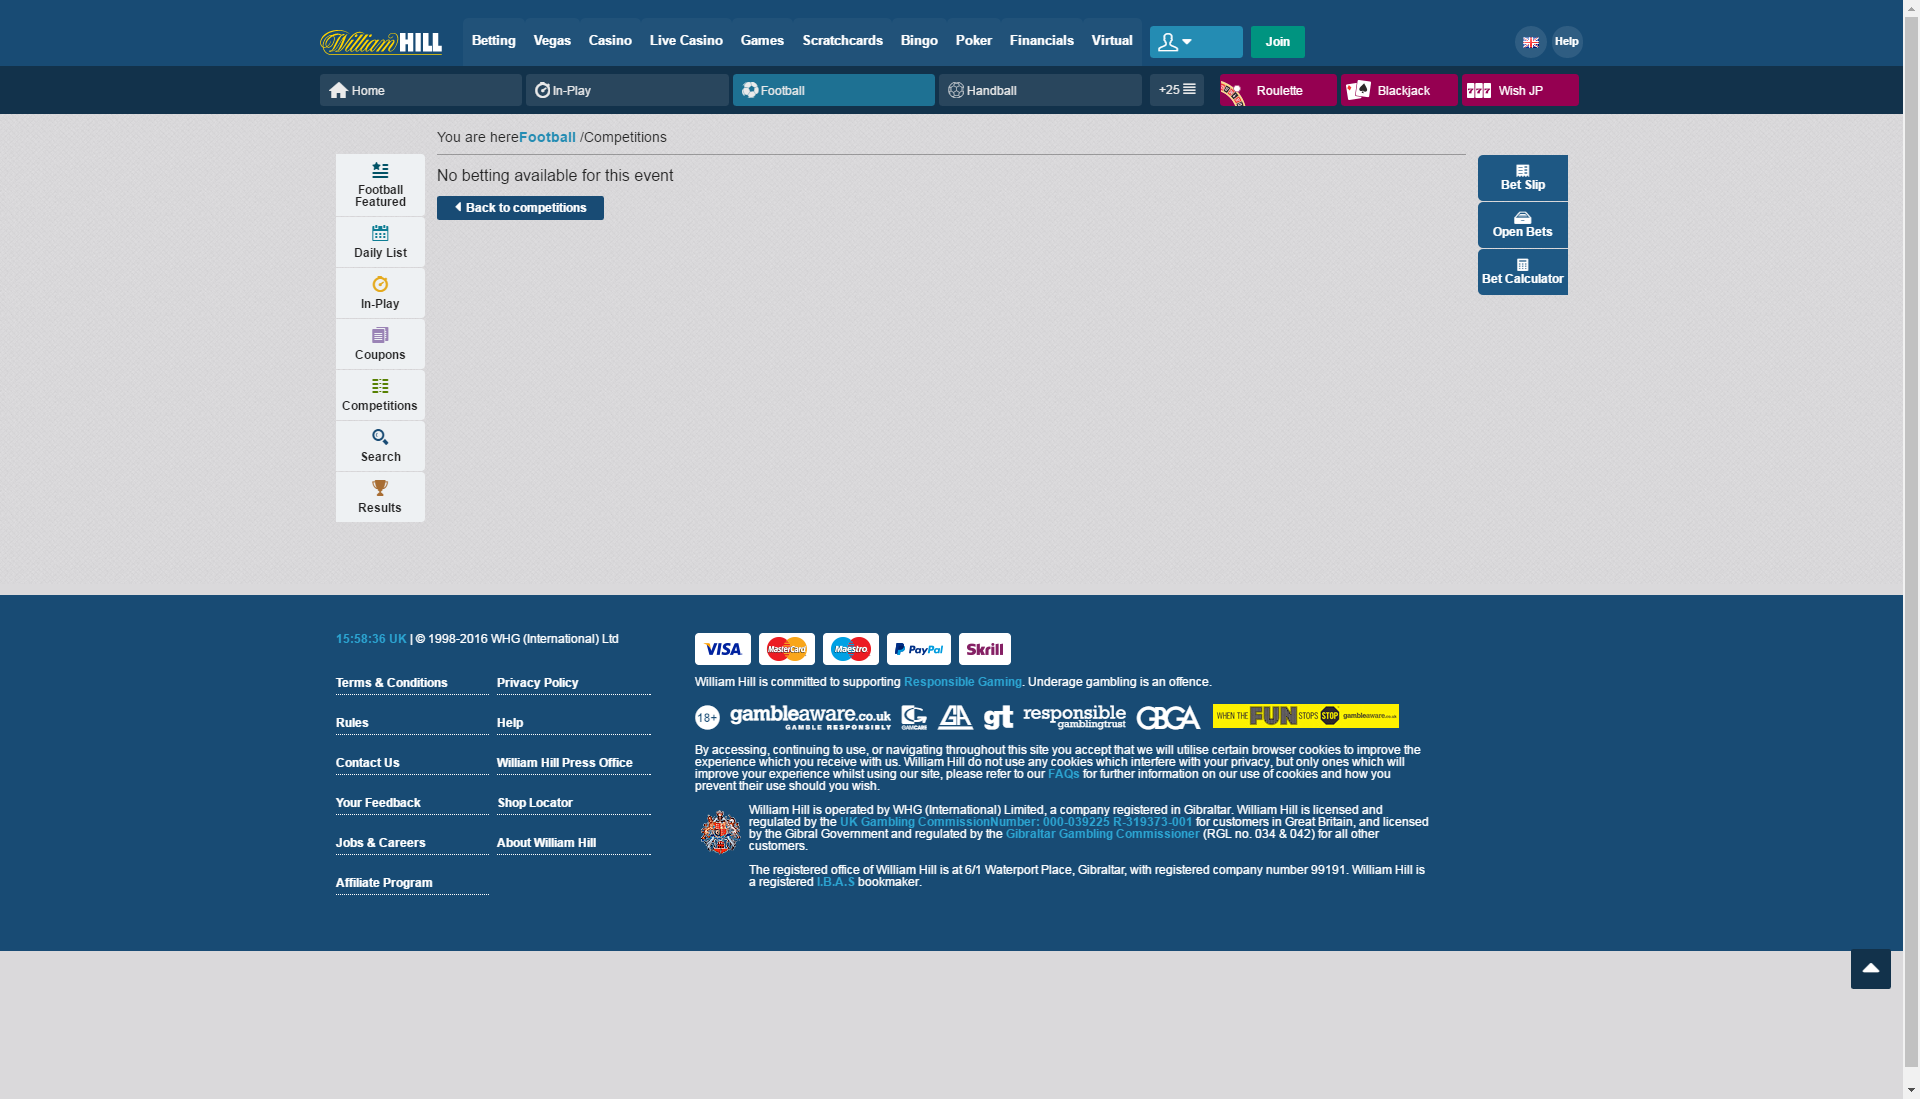 William HILL
Betting Vegas Casino Live Casino Games Scratchcards Bingo Poker Financials Virtual
Join
Help
Home
In-Play
Football
Handball
+25
Roulette
Blackjack
Wish JP
You are hereFootball /Competitions
No betting available for this event
Back to competitions
Football
Featured
Daily List
In-Play
Coupons
Competitions
Search
Results
Bet Slip
Open Bets
Bet Calculator
15:58:36 UK | © 1998-2016 WHG (International) Ltd
Terms & Conditions
Privacy Policy
Rules
Help
Contact Us
William Hill Press Office
Your Feedback
Shop Locator
Jobs & Careers
About William Hill
Affiliate Program
VISA MasterCard Maestro PayPal Skrill
William Hill is committed to supporting Responsible Gaming. Underage gambling is an offence.
18+
gambleaware.co.uk
GAMBLE RESPONSIBLY
GAMCARE
GA
gt
responsible
gamblingtrust
GBGA
WHEN THE FUN STOPS STOP gambleaware.co.uk
By accessing, continuing to use, or navigating throughout this site you accept that we will utilise certain browser cookies to improve the
experience which you receive with us. William Hill do not use any cookies which interfere with your privacy, but only ones which will
improve your experience whilst using our site, please refer to our FAQs for further information on our use of cookies and how you
prevent their use should you wish.
William Hill is operated by WHG (International) Limited, a company registered in Gibraltar. William Hill is licensed and
regulated by the UK Gambling CommissionNumber: 000-039225 R-319373-001 for customers in Great Britain, and licensed
by the Gibral Government and regulated by the Gibraltar Gambling Commissioner (RGL no. 034 & 042) for all other
customers.
The registered office of William Hill is at 6/1 Waterport Place, Gibraltar, with registered company number 99191. William Hill is
a registered I.B.A.S bookmaker.